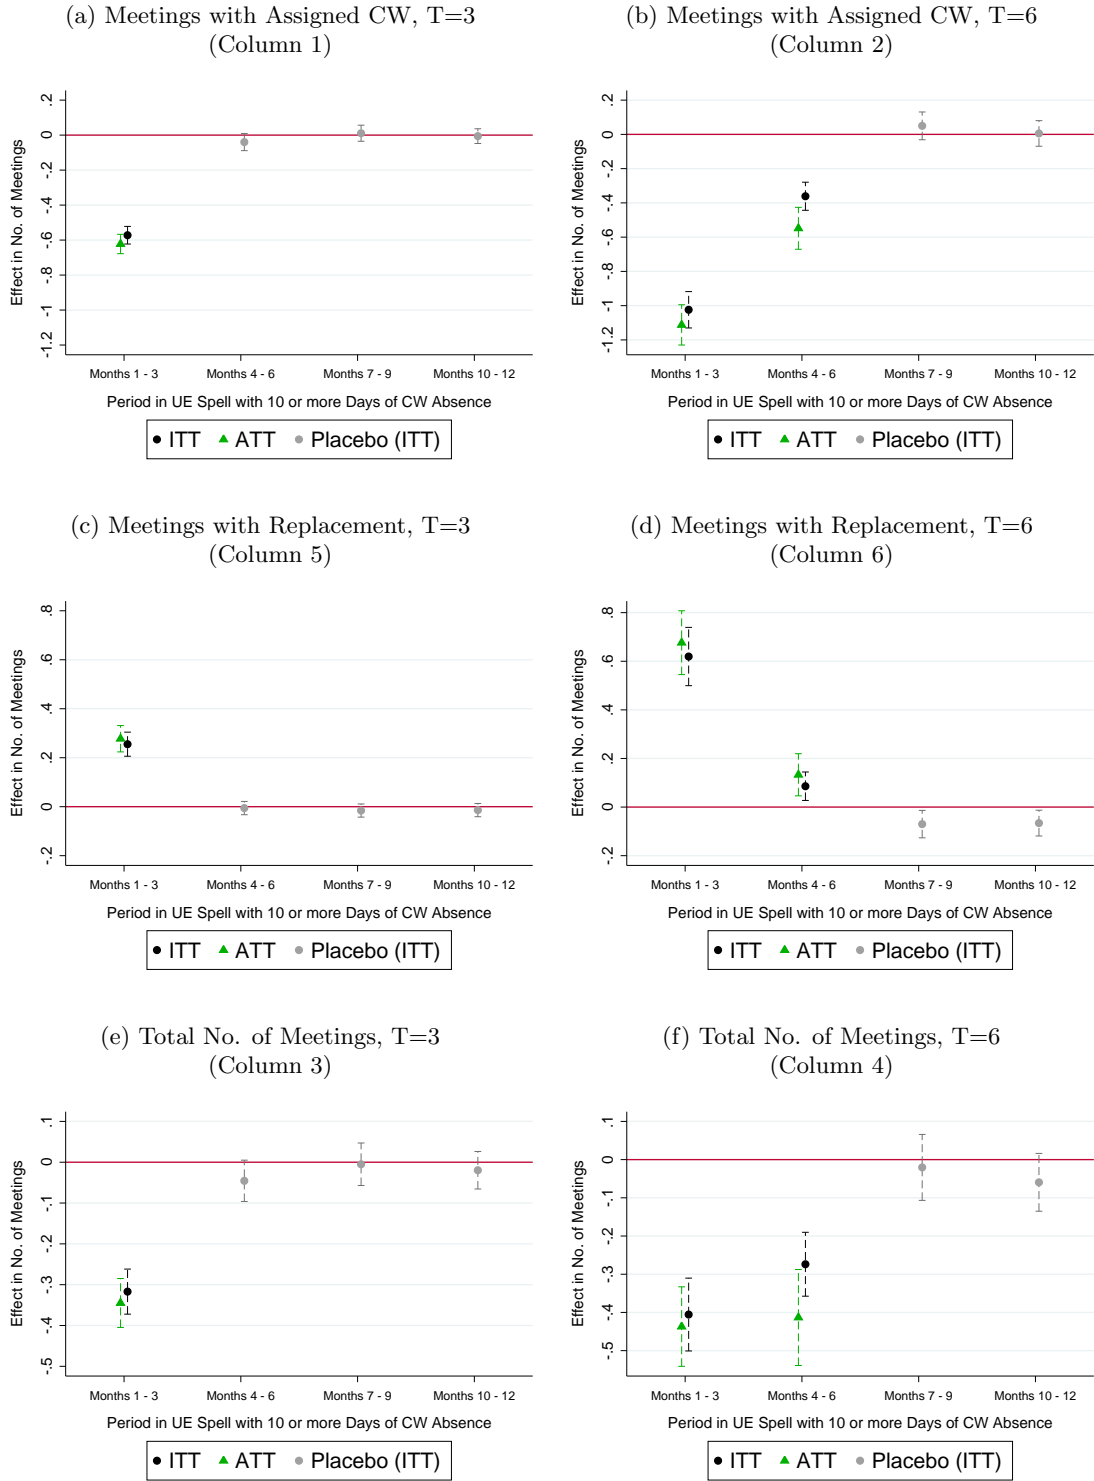 (a) Meetings with Assigned CW, T=3
(Column 1)
Effect in No. of Meetings
.2
0
-.2
-.4
-.6
-.8
-1
-1.2
Months 1 - 3
Months 4 - 6
Months 7 - 9
Months 10 - 12
Period in UE Spell with 10 or more Days of CW Absence
ITT ATT Placebo (ITT)
(b) Meetings with Assigned CW, T=6
(Column 2)
Effect in No. of Meetings
.2
0
-.2
-.4
-.6
-.8
-1
-1.2
Months 1 - 3
Months 4 - 6
Months 7 - 9
Months 10 - 12
Period in UE Spell with 10 or more Days of CW Absence
ITT ATT Placebo (ITT)
(c) Meetings with Replacement, T=3
(Column 5)
Effect in No. of Meetings
.8
.6
.4
.2
0
-.2
Months 1 - 3
Months 4 - 6
Months 7 - 9
Months 10 - 12
Period in UE Spell with 10 or more Days of CW Absence
ITT ATT Placebo (ITT)
(d) Meetings with Replacement, T=6
(Column 6)
Effect in No. of Meetings
.8
.6
.4
.2
0
-.2
Months 1 - 3
Months 4 - 6
Months 7 - 9
Months 10 - 12
Period in UE Spell with 10 or more Days of CW Absence
ITT ATT Placebo (ITT)
(e) Total No. of Meetings, T=3
(Column 3)
Effect in No. of Meetings
.1
0
-.1
-.2
-.3
-.4
-.5
Months 1 - 3
Months 4 - 6
Months 7 - 9
Months 10 - 12
Period in UE Spell with 10 or more Days of CW Absence
ITT ATT Placebo (ITT)
(f) Total No. of Meetings, T=6
(Column 4)
Effect in No. of Meetings
.1
0
-.1
-.2
-.3
-.4
-.5
Months 1 - 3
Months 4 - 6
Months 7 - 9
Months 10 - 12
Period in UE Spell with 10 or more Days of CW Absence
ITT ATT Placebo (ITT)